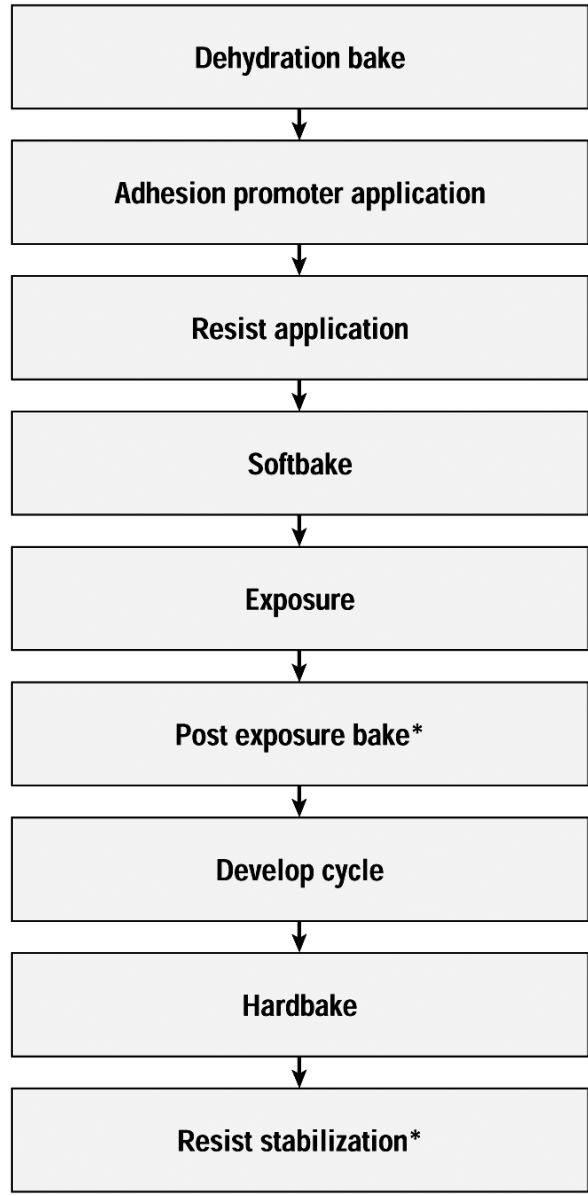 Dehydration bake
Adhesion promoter application
Resist application
Softbake
Exposure
Post exposure bake*
Develop cycle
Hardbake
Resist stabilization*